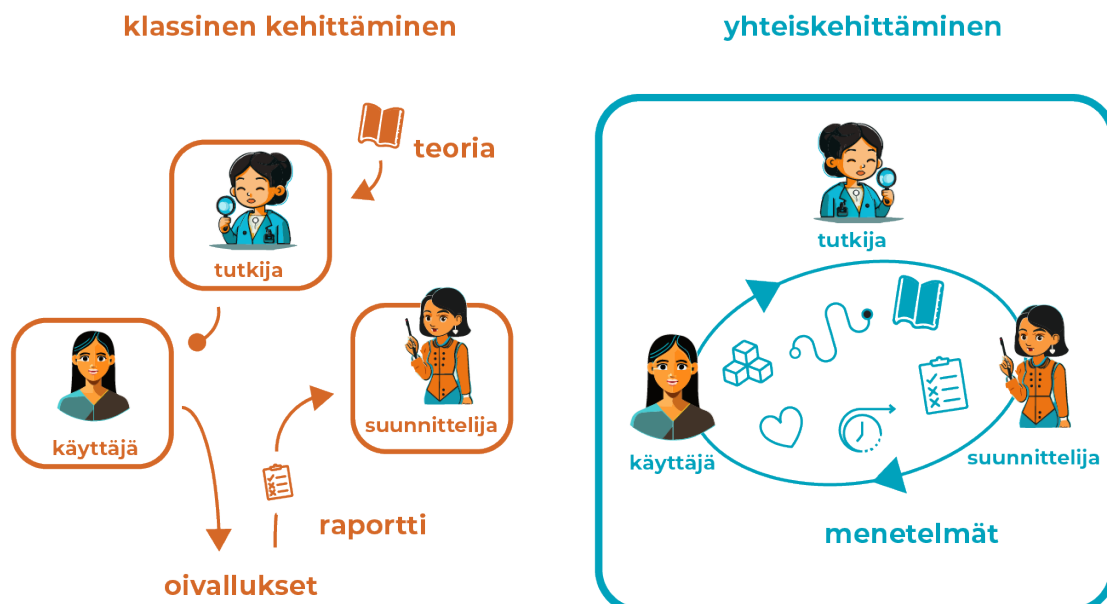 klassinen kehittäminen
teoria
tutkija
käyttäjä
suunnittelija
raportti
oivallukset
yhteiskehittäminen
tutkija
käyttäjä
suunnittelija
menetelmät